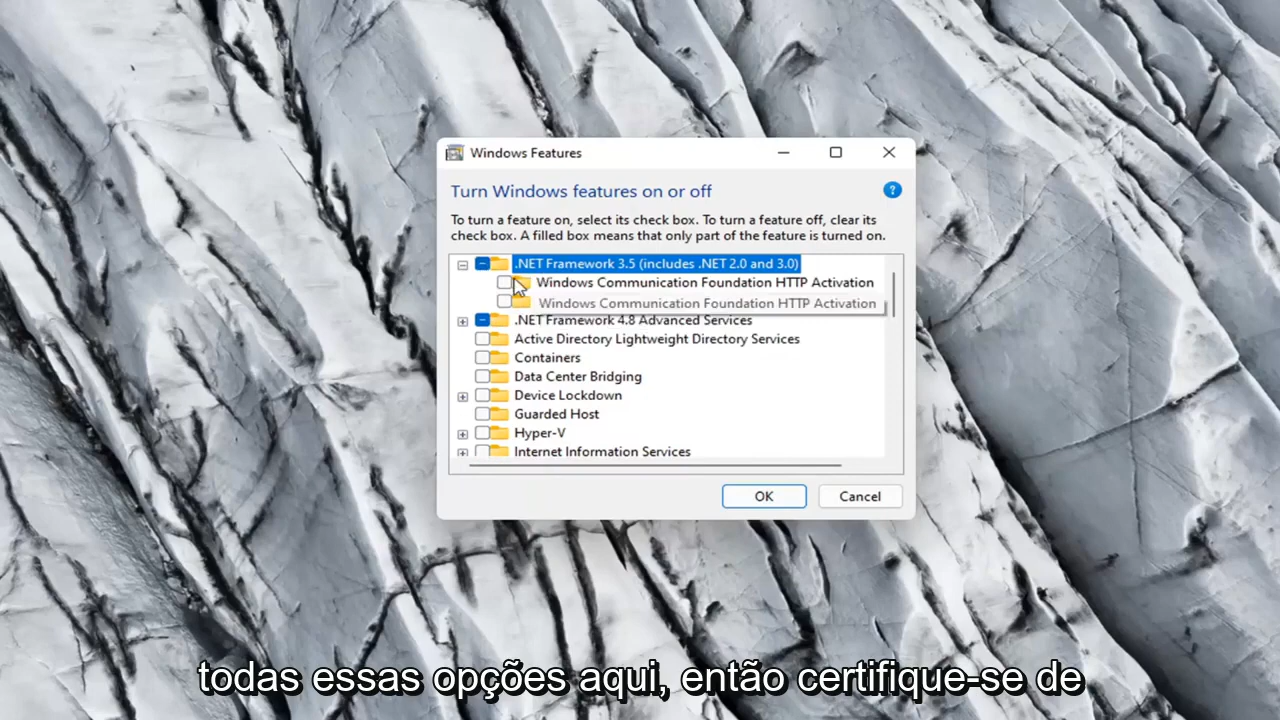 Windows Features
Turn Windows features on or off
To turn a feature on, select its check box. To turn a feature off, clear its
check box. A filled box means that only part of the feature is turned on.
.NET Framework 3.5 (includes .NET 2.0 and 3.0)
Windows Communication Foundation HTTP Activation
Windows Communication Foundation HTTP Activation
.NET Framework 4.8 Advanced Services
Active Directory Lightweight Directory Services
Containers
Data Center Bridging
Device Lockdown
Guarded Host
Hyper-V
Internet Information Services
OK
Cancel
todas essas opções aqui, então certifique-se de